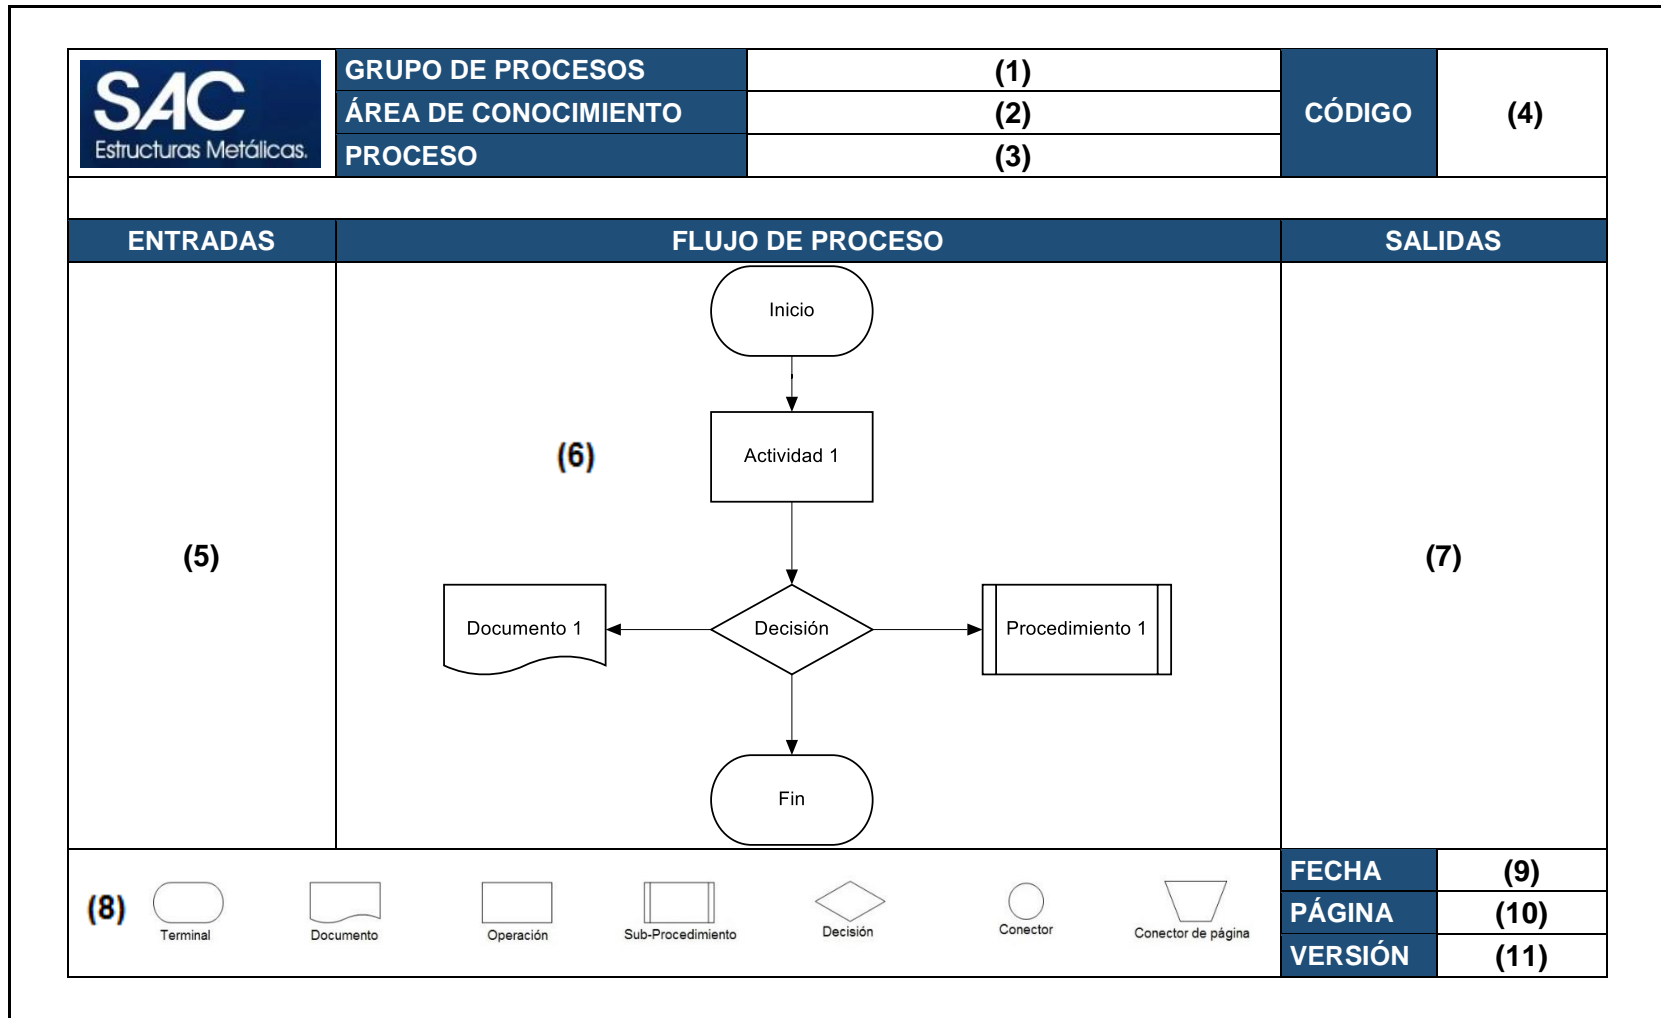 SAC
Estructuras Metálicas.
GRUPO DE PROCESOS (1)
ÁREA DE CONOCIMIENTO (2)
PROCESO (3)
CÓDIGO (4)
ENTRADAS FLUJO DE PROCESO SALIDAS
Inicio
(6) Actividad 1
(5) (7)
Documento 1 Decisión Procedimiento 1
Fin
(8) Terminal Documento Operación Sub-Procedimiento Decisión Conector Conector de página
FECHA (9)
PÁGINA (10)
VERSIÓN (11)